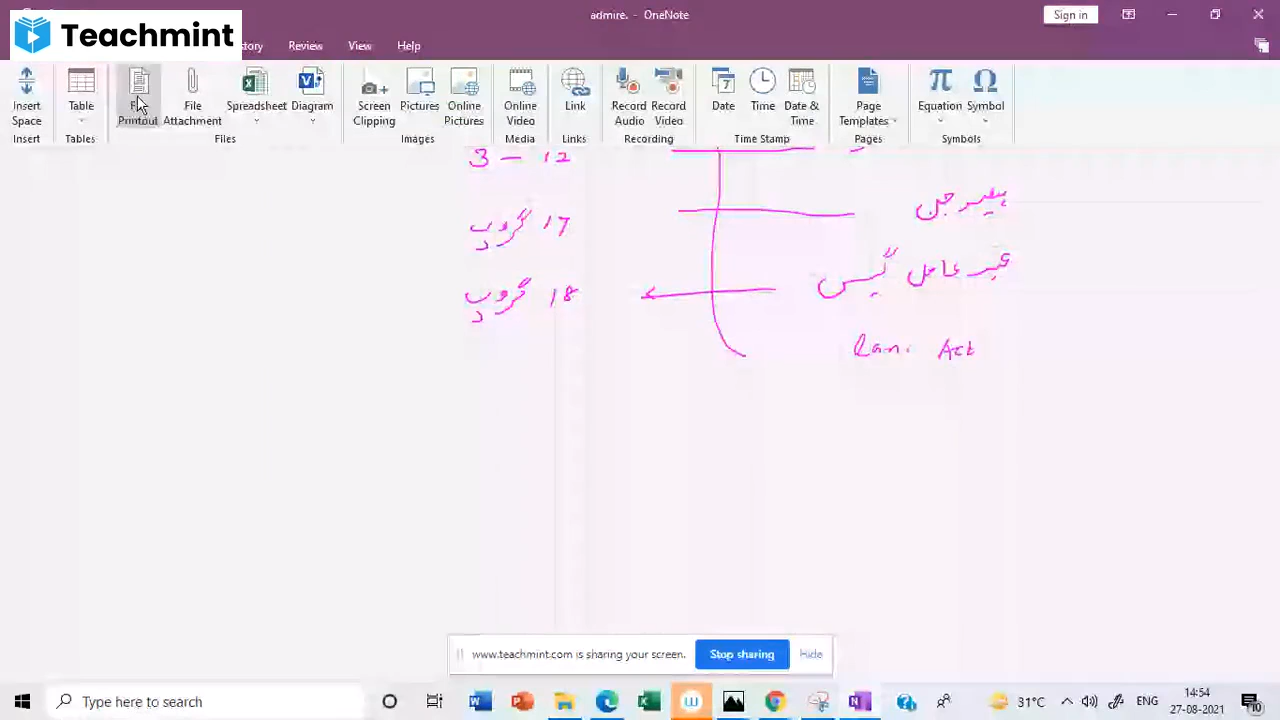 admire. - OneNote
Sign in
Teachmint
story Review View Help
Insert Space
Table
Printout
File Attachment
Spreadsheet
Diagram
Screen Clipping
Pictures
Online Pictures
Online Video
Link
Record Audio
Record Video
Date
Time
Date & Time
Page Templates
Equation
Symbol
Insert Tables Files Images Media Links Recording Time Stamp Pages Symbols
3 - 12
17 گروپ
ہیلوجن
18 گروپ
غیر عامل گیس
Act
www.teachmint.com is sharing your screen. Stop sharing Hide
Type here to search
31°C
ENG
14:54
27-08-2021